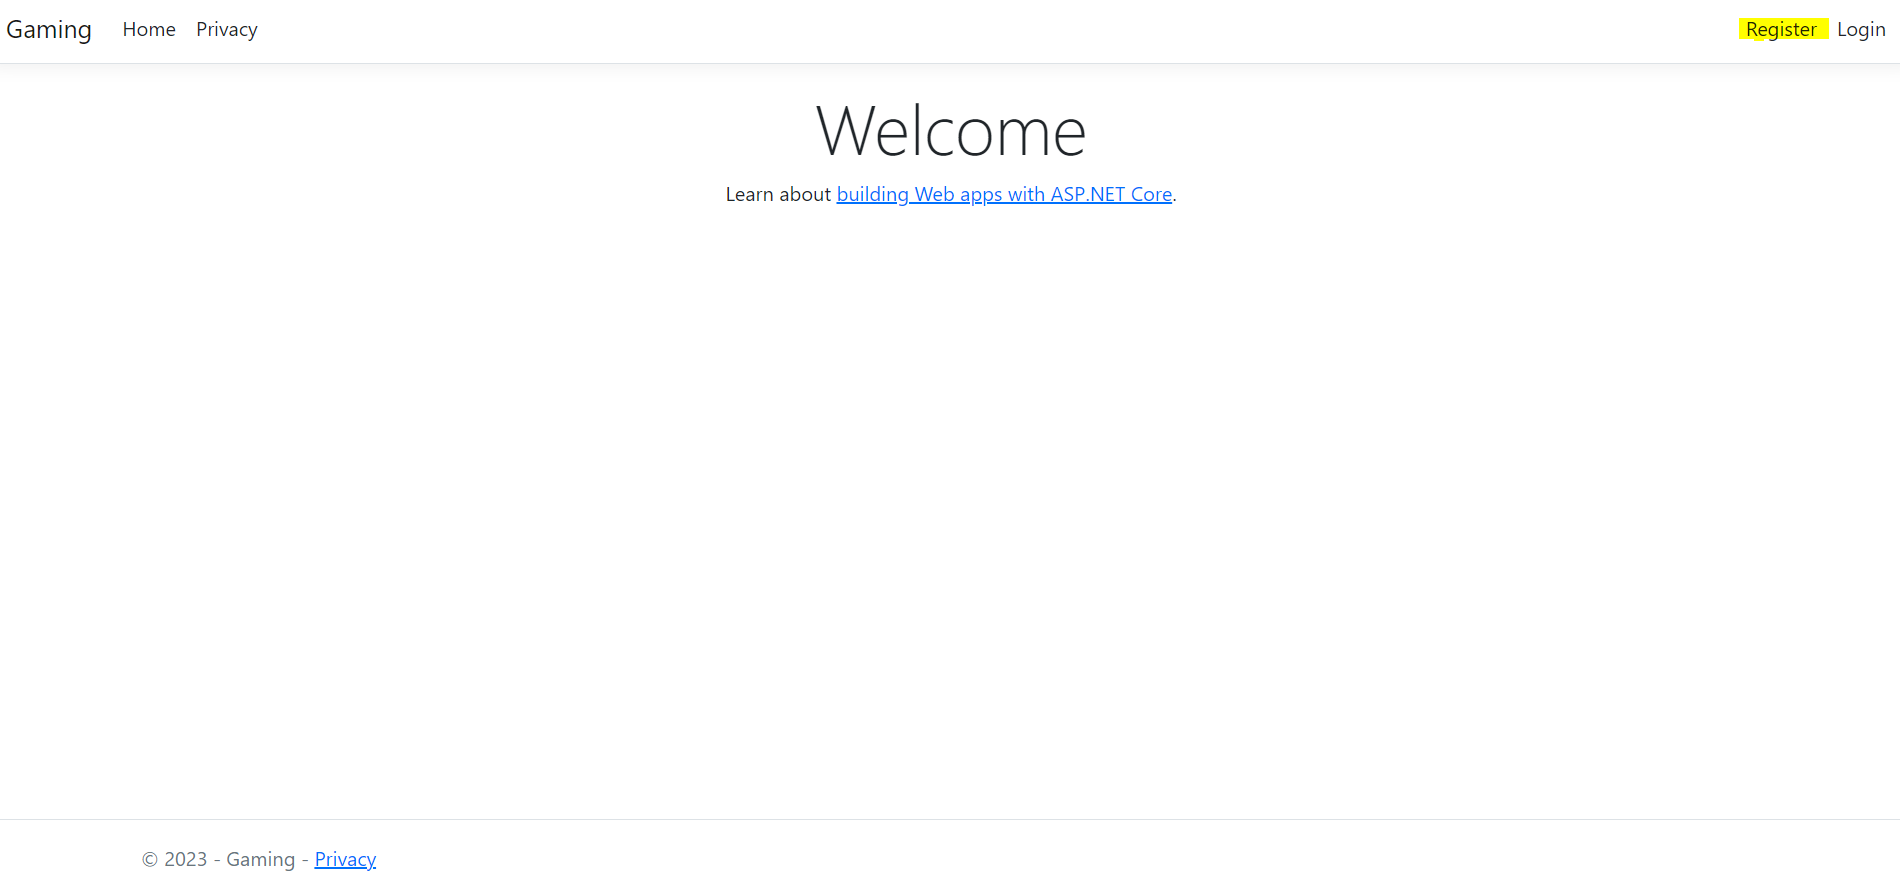 Gaming Home Privacy Register Login
Welcome
Learn about building Web apps with ASP.NET Core.
© 2023 - Gaming - Privacy